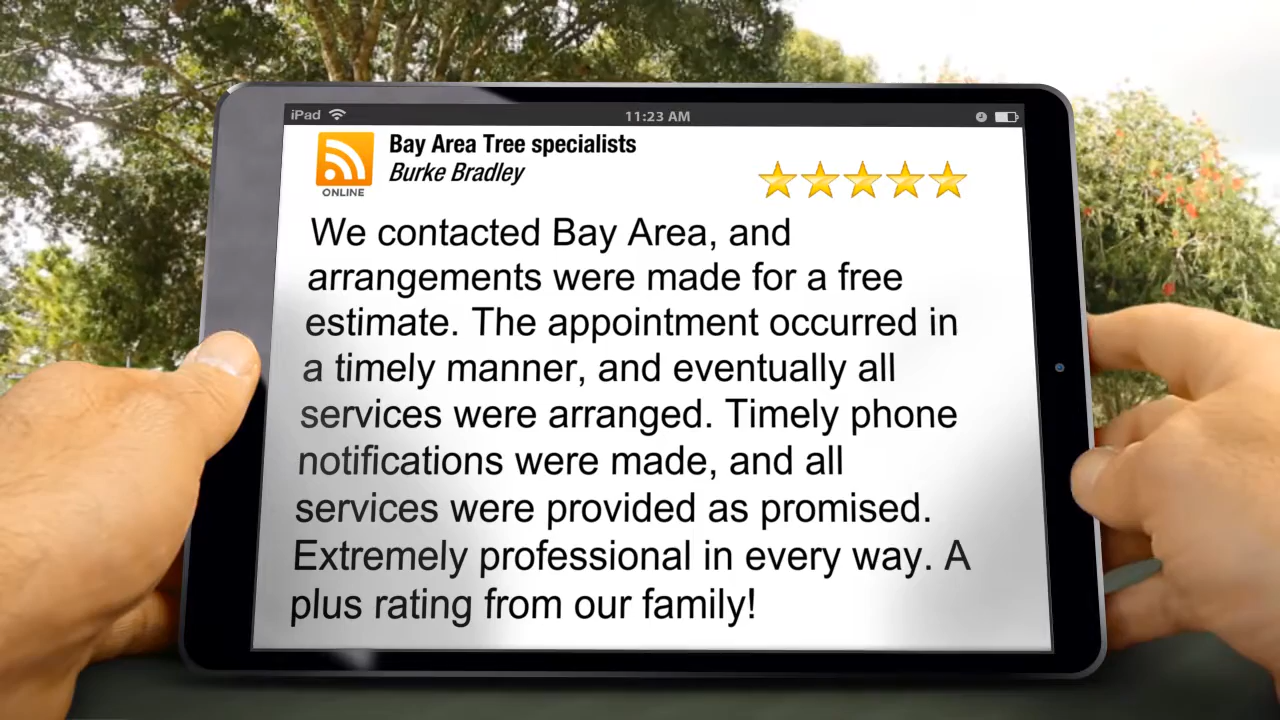 iPad 11:23 AM
Bay Area Tree specialists
Burke Bradley
ONLINE
We contacted Bay Area, and
arrangements were made for a free
estimate. The appointment occurred in
a timely manner, and eventually all
services were arranged. Timely phone
notifications were made, and all
services were provided as promised.
Extremely professional in every way. A
plus rating from our family!